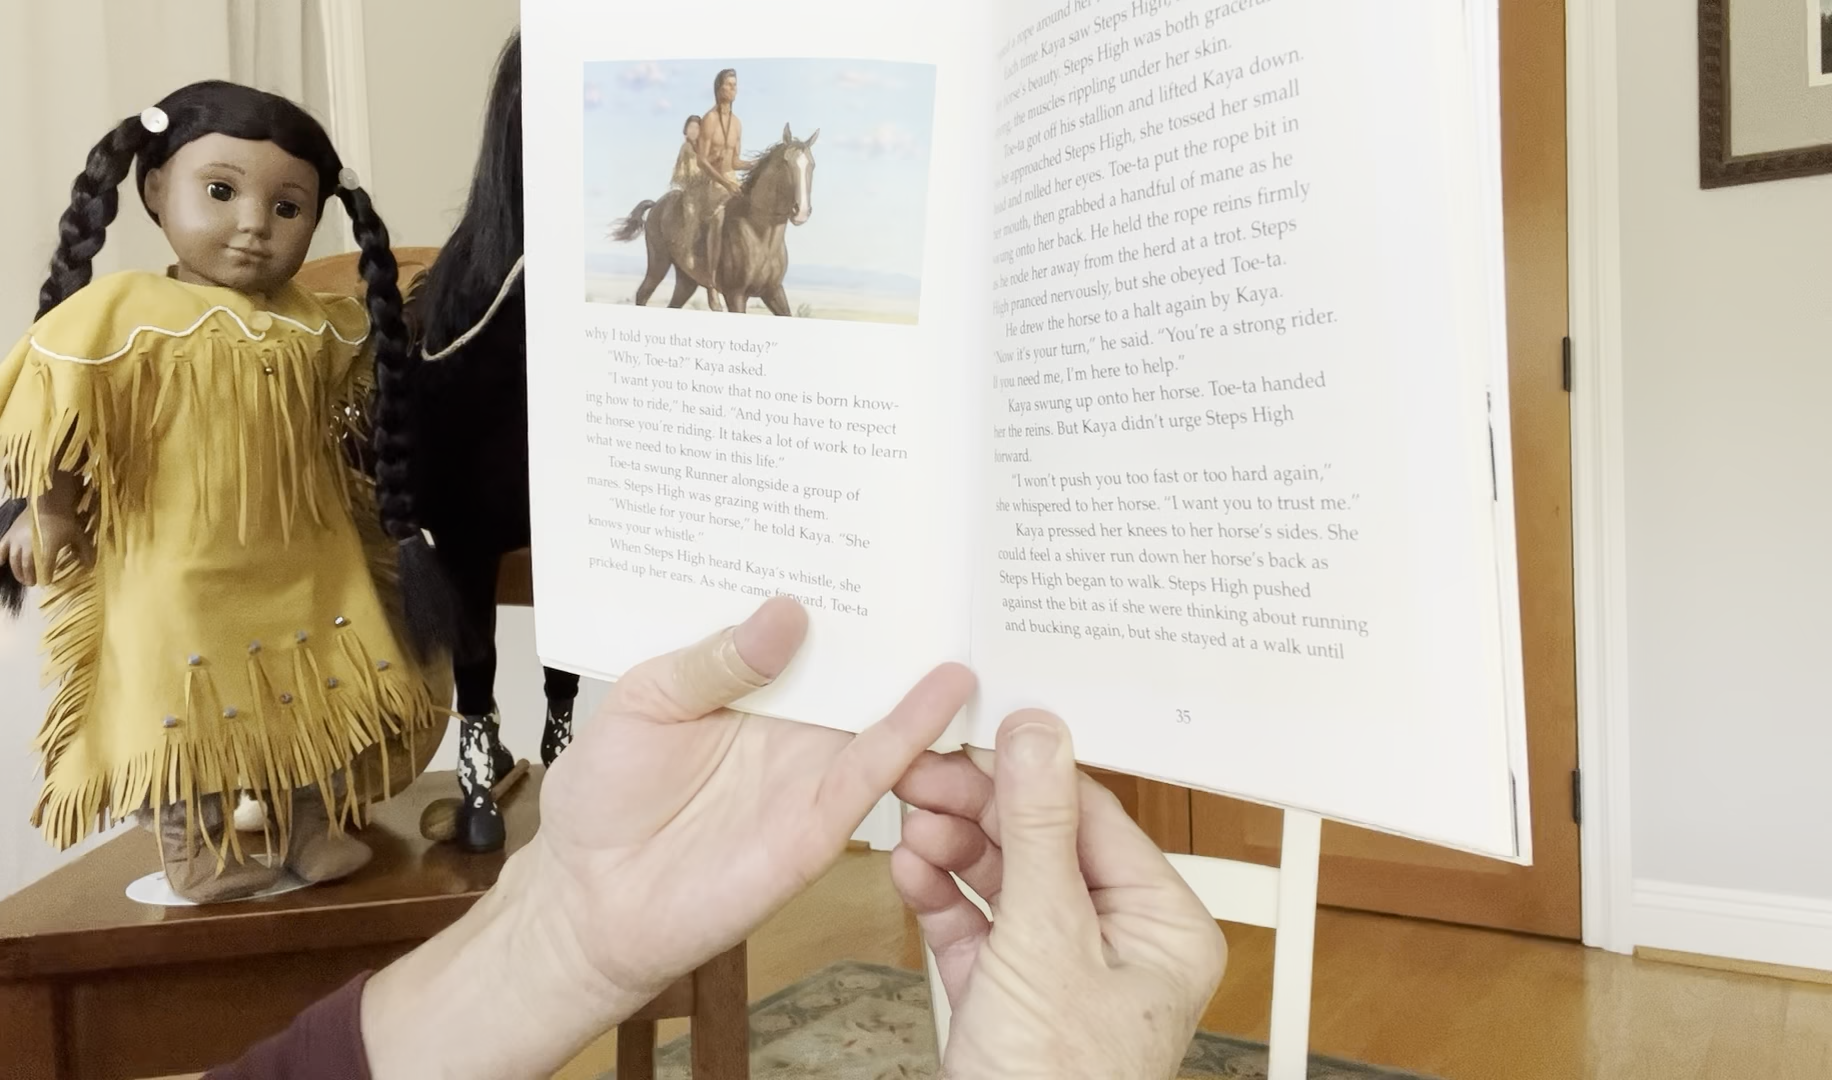 why I told you that story today?"
"Why, Toe-ta?" Kaya asked.
"I want you to know that no one is born know-
ing how to ride," he said. "And you have to respect
the horse you're riding. It takes a lot of work to learn
what we need to know in this life."
Toe-ta swung Runner alongside a group of
mares. Steps High was grazing with them.
"Whistle for your horse," he told Kaya. "She
knows your whistle."
When Steps High heard Kaya's whistle, she
pricked up her ears. As she came forward, Toe-ta
a rope around her
Each time Kaya saw Steps High,
horse's beauty. Steps High was both graceful
the muscles rippling under her skin.
Toe-ta got off his stallion and lifted Kaya down.
he approached Steps High, she tossed her small
and rolled her eyes. Toe-ta put the rope bit in
her mouth, then grabbed a handful of mane as he
swung onto her back. He held the rope reins firmly
as he rode her away from the herd at a trot. Steps
High pranced nervously, but she obeyed Toe-ta.
He drew the horse to a halt again by Kaya.
"Now it's your turn," he said. "You're a strong rider.
If you need me, I'm here to help."
Kaya swung up onto her horse. Toe-ta handed
her the reins. But Kaya didn't urge Steps High
forward.
"I won't push you too fast or too hard again,"
she whispered to her horse. "I want you to trust me."
Kaya pressed her knees to her horse's sides. She
could feel a shiver run down her horse's back as
Steps High began to walk. Steps High pushed
against the bit as if she were thinking about running
and bucking again, but she stayed at a walk until
35